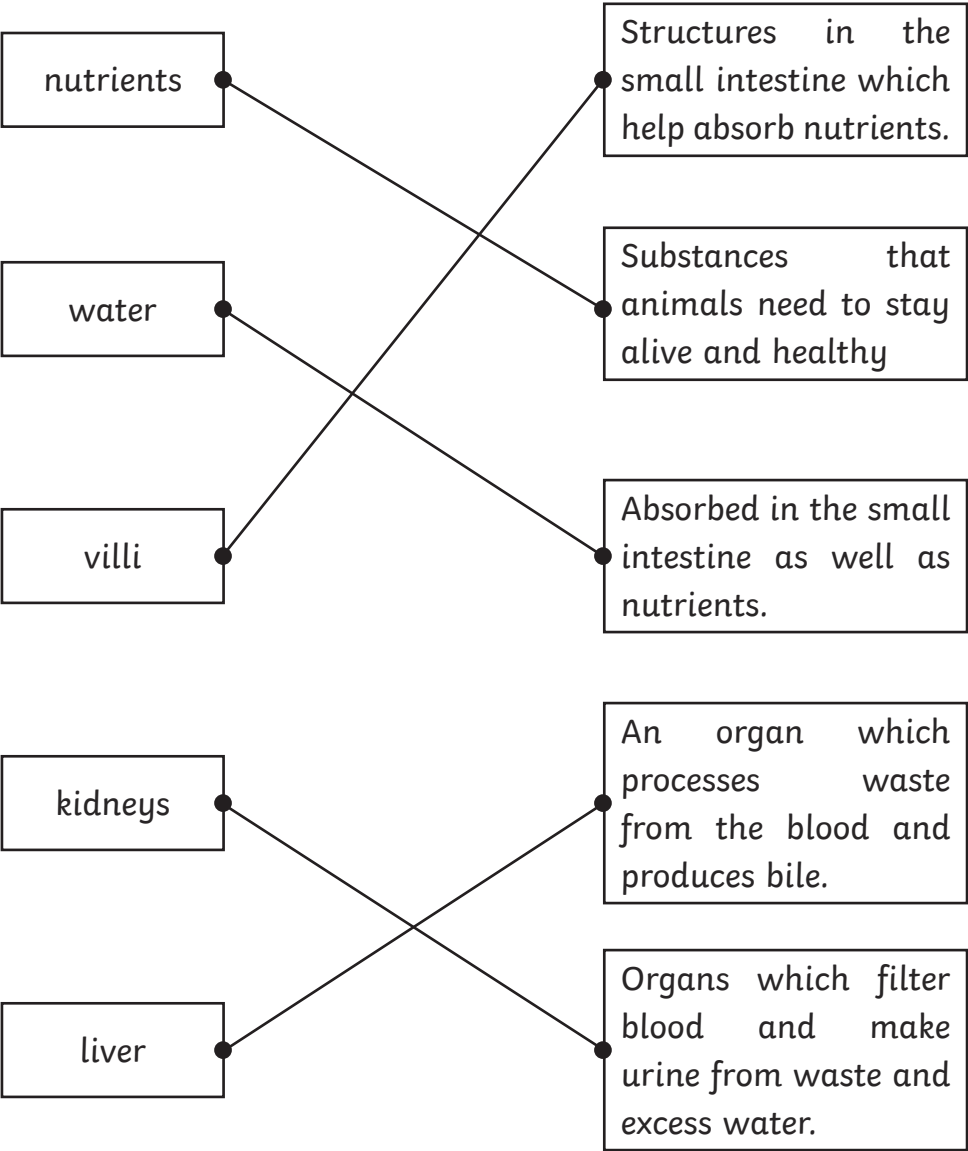 nutrients
water
villi
kidneys
liver
Structures in the
small intestine which
help absorb nutrients.
Substances that
animals need to stay
alive and healthy
Absorbed in the small
intestine as well as
nutrients.
An organ which
processes waste
from the blood and
produces bile.
Organs which filter
blood and make
urine from waste and
excess water.